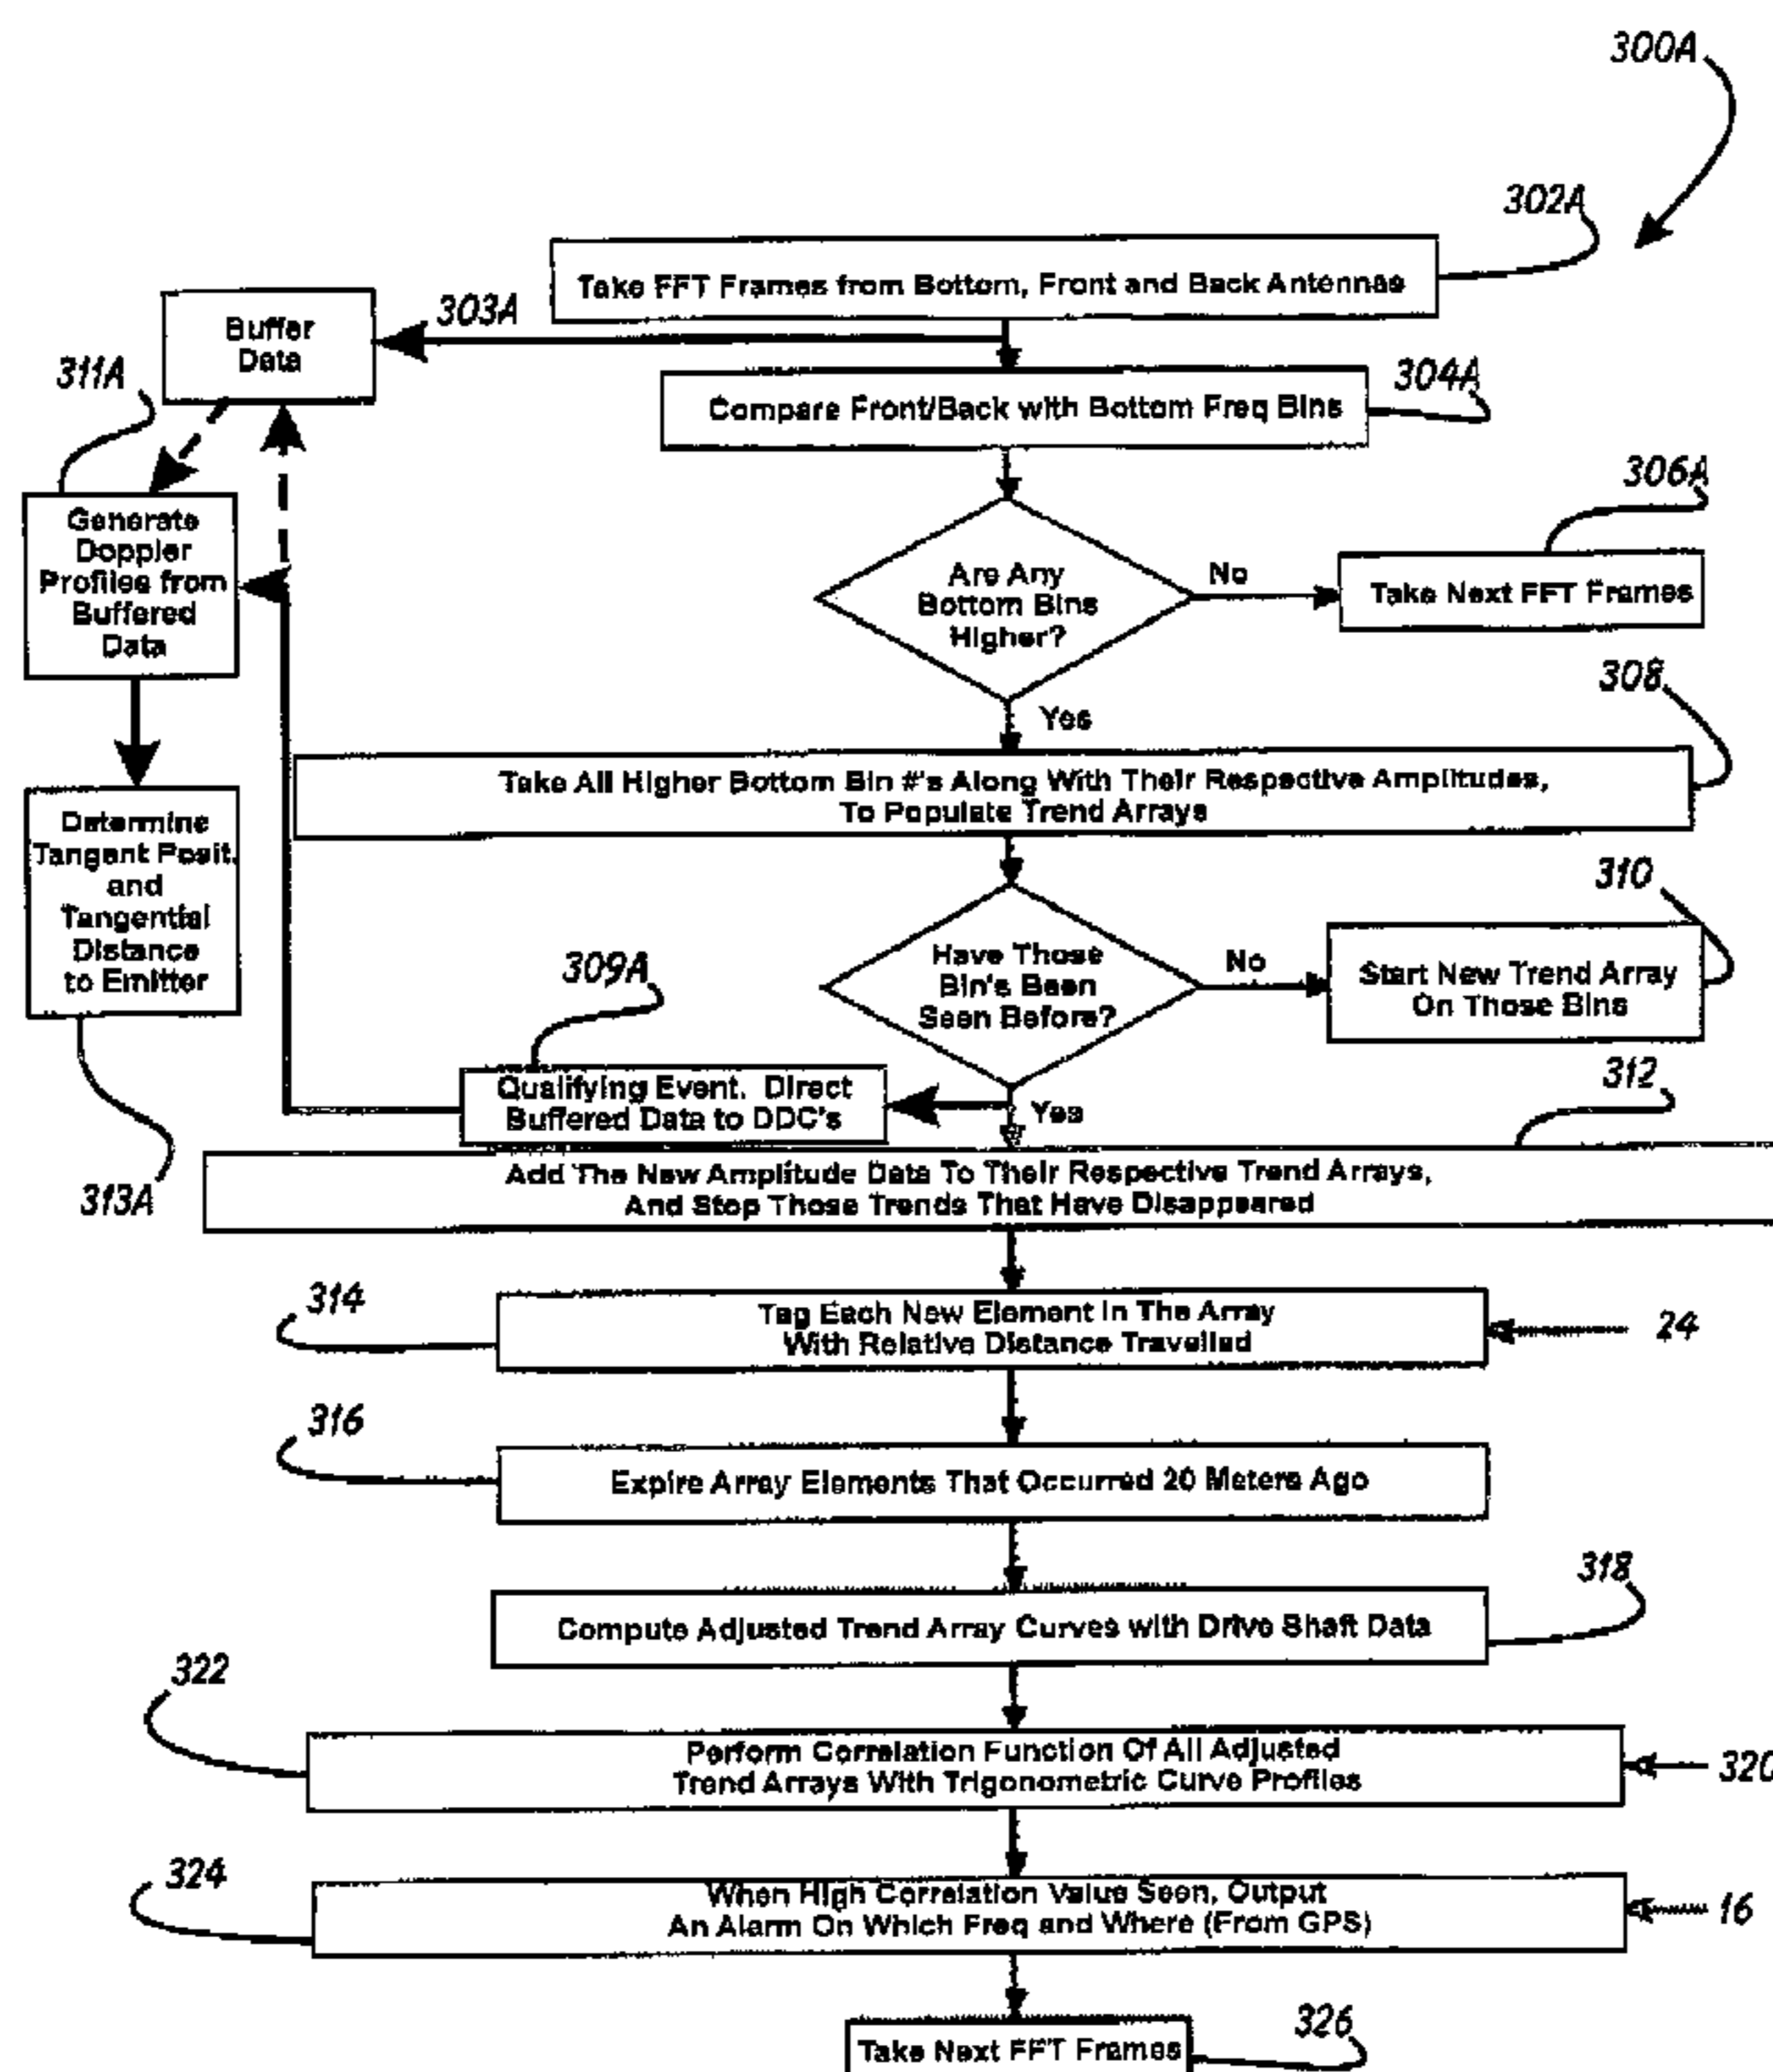 300A
302A
Take FFT Frames from Bottom, Front and Back Antennas
303A
Buffer
Data
311A
304A
Compare Front/Back with Bottom Freq Bins
306A
Generate
Doppler
Profiles from
Buffered
Data
Are Any
Bottom Bins
Higher?
No
Take Next FFT Frames
308
Yes
Take All Higher Bottom Bin #'s Along With Their Respective Amplitudes,
To Populate Trend Arrays
Determine
Tangent Posit.
and
Tangential
Distance
to Emitter
310
309A
Have Those
Bin's Been
Seen Before?
No
Start New Trend Array
On Those Bins
312
Qualifying Event. Direct
Buffered Data to DDC's
Yes
313A
Add The New Amplitude Data To Their Respective Trend Arrays,
And Stop Those Trends That Have Disappeared
314
Tag Each New Element In The Array
With Relative Distance Travelled
24
316
Expire Array Elements That Occurred 20 Meters Ago
318
Compute Adjusted Trend Array Curves with Drive Shaft Data
322
Perform Correlation Function Of All Adjusted
Trend Arrays With Trigonometric Curve Profiles
320
324
When High Correlation Value Seen, Output
An Alarm On Which Freq and Where (From GPS)
16
326
Take Next FFT Frames